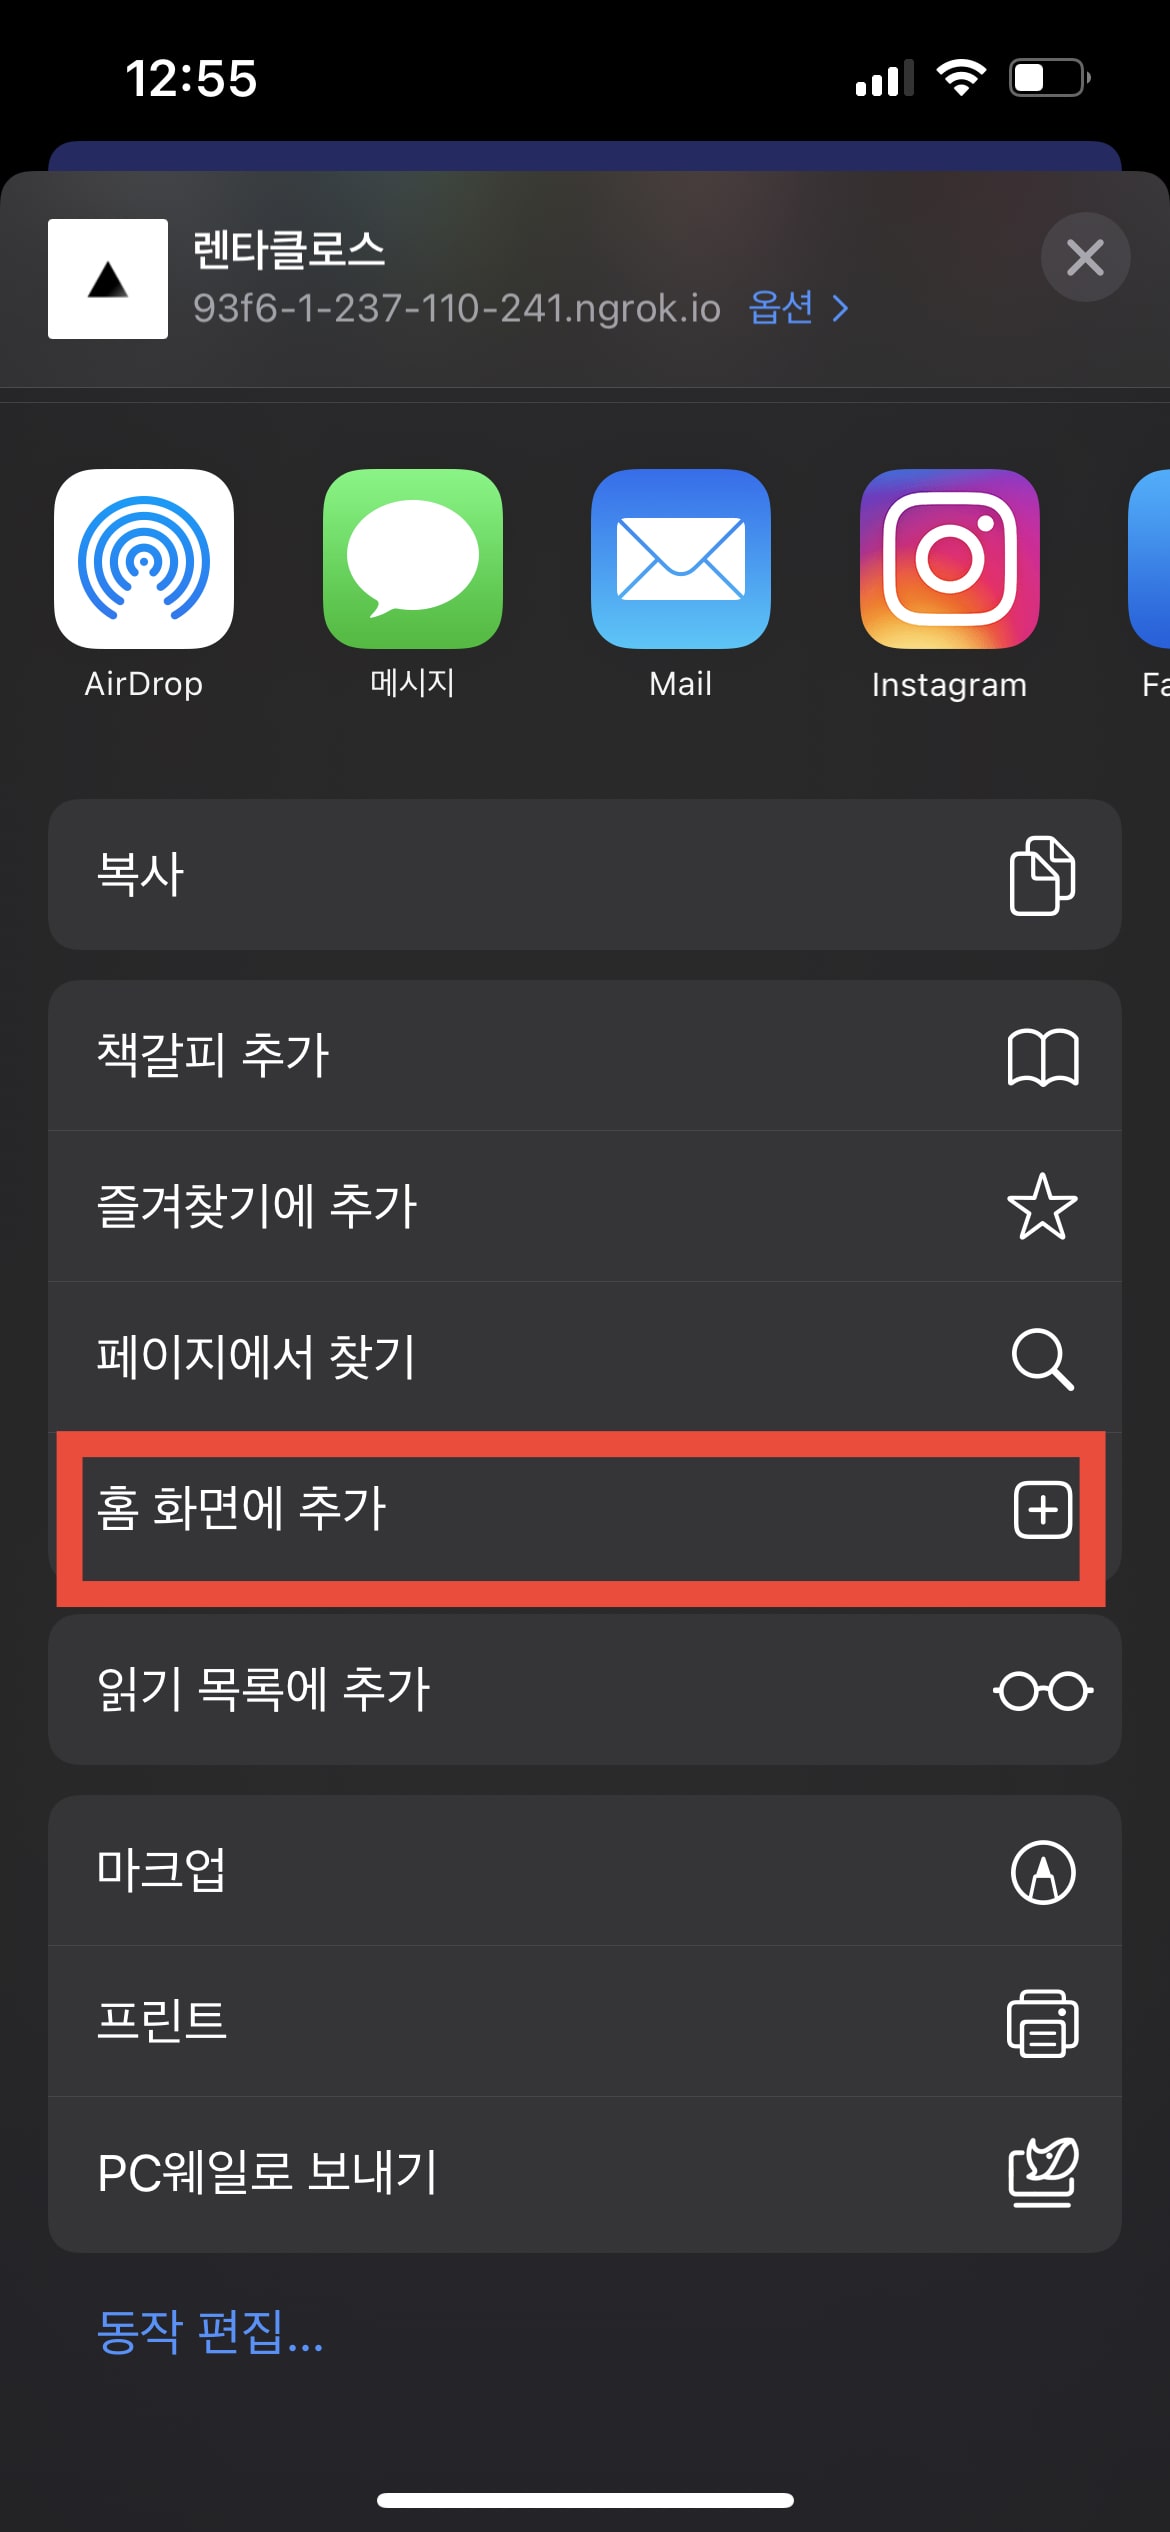 12:55
렌타클로스
93f6-1-237-110-241.ngrok.io 옵션
AirDrop 메시지 Mail Instagram Fa
복사
책갈피 추가
즐겨찾기에 추가
페이지에서 찾기
홈 화면에 추가
읽기 목록에 추가
마크업
프린트
PC웨일로 보내기
동작 편집...